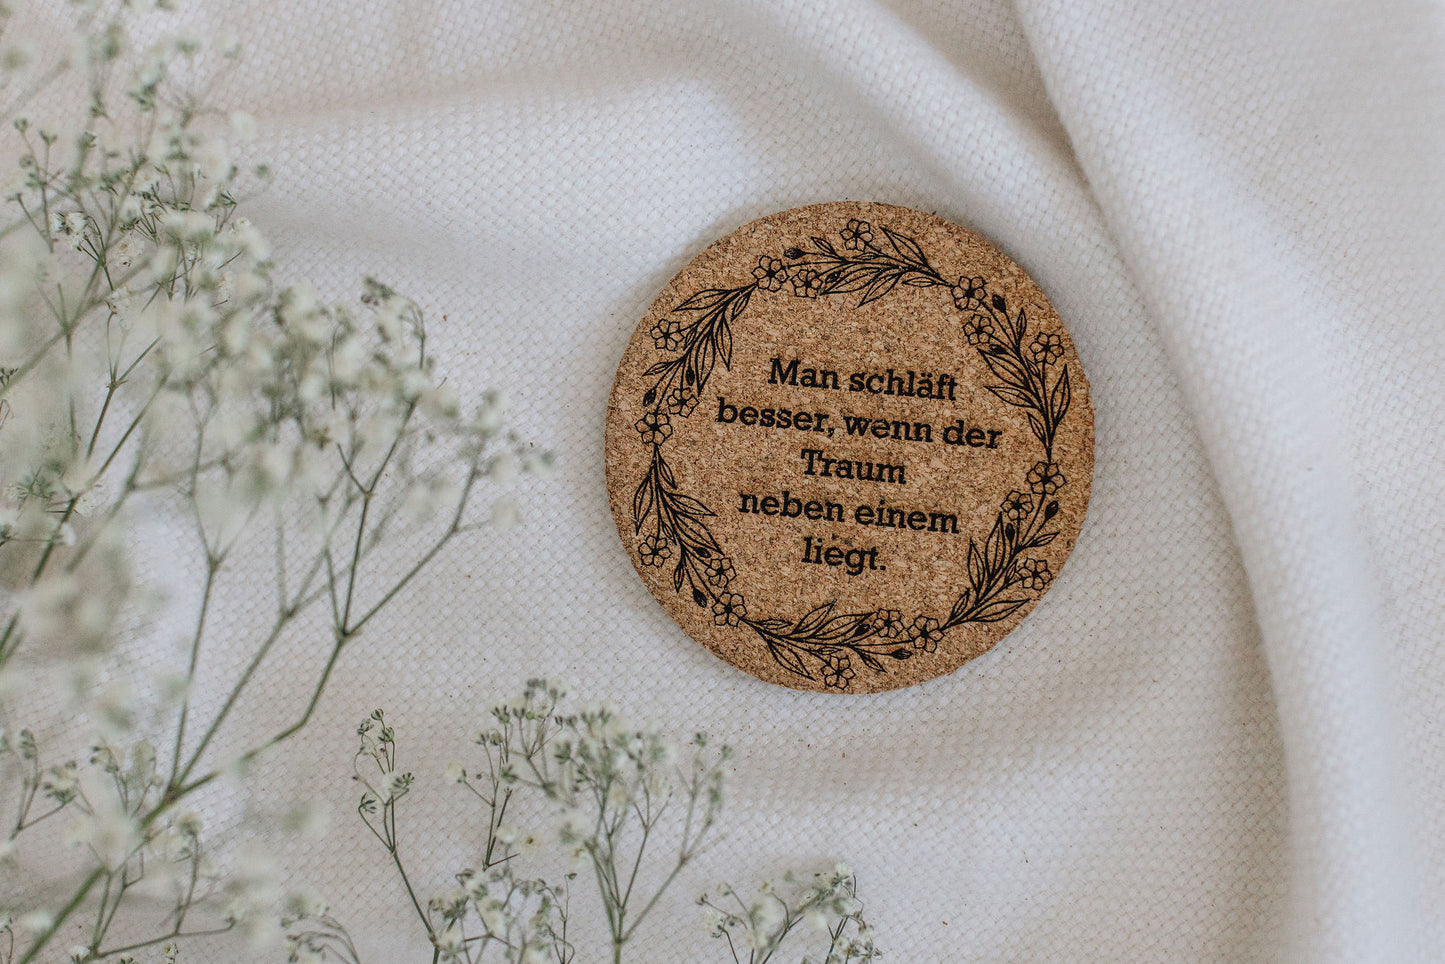 Man schläft
besser, wenn der
Traum
neben einem
liegt.